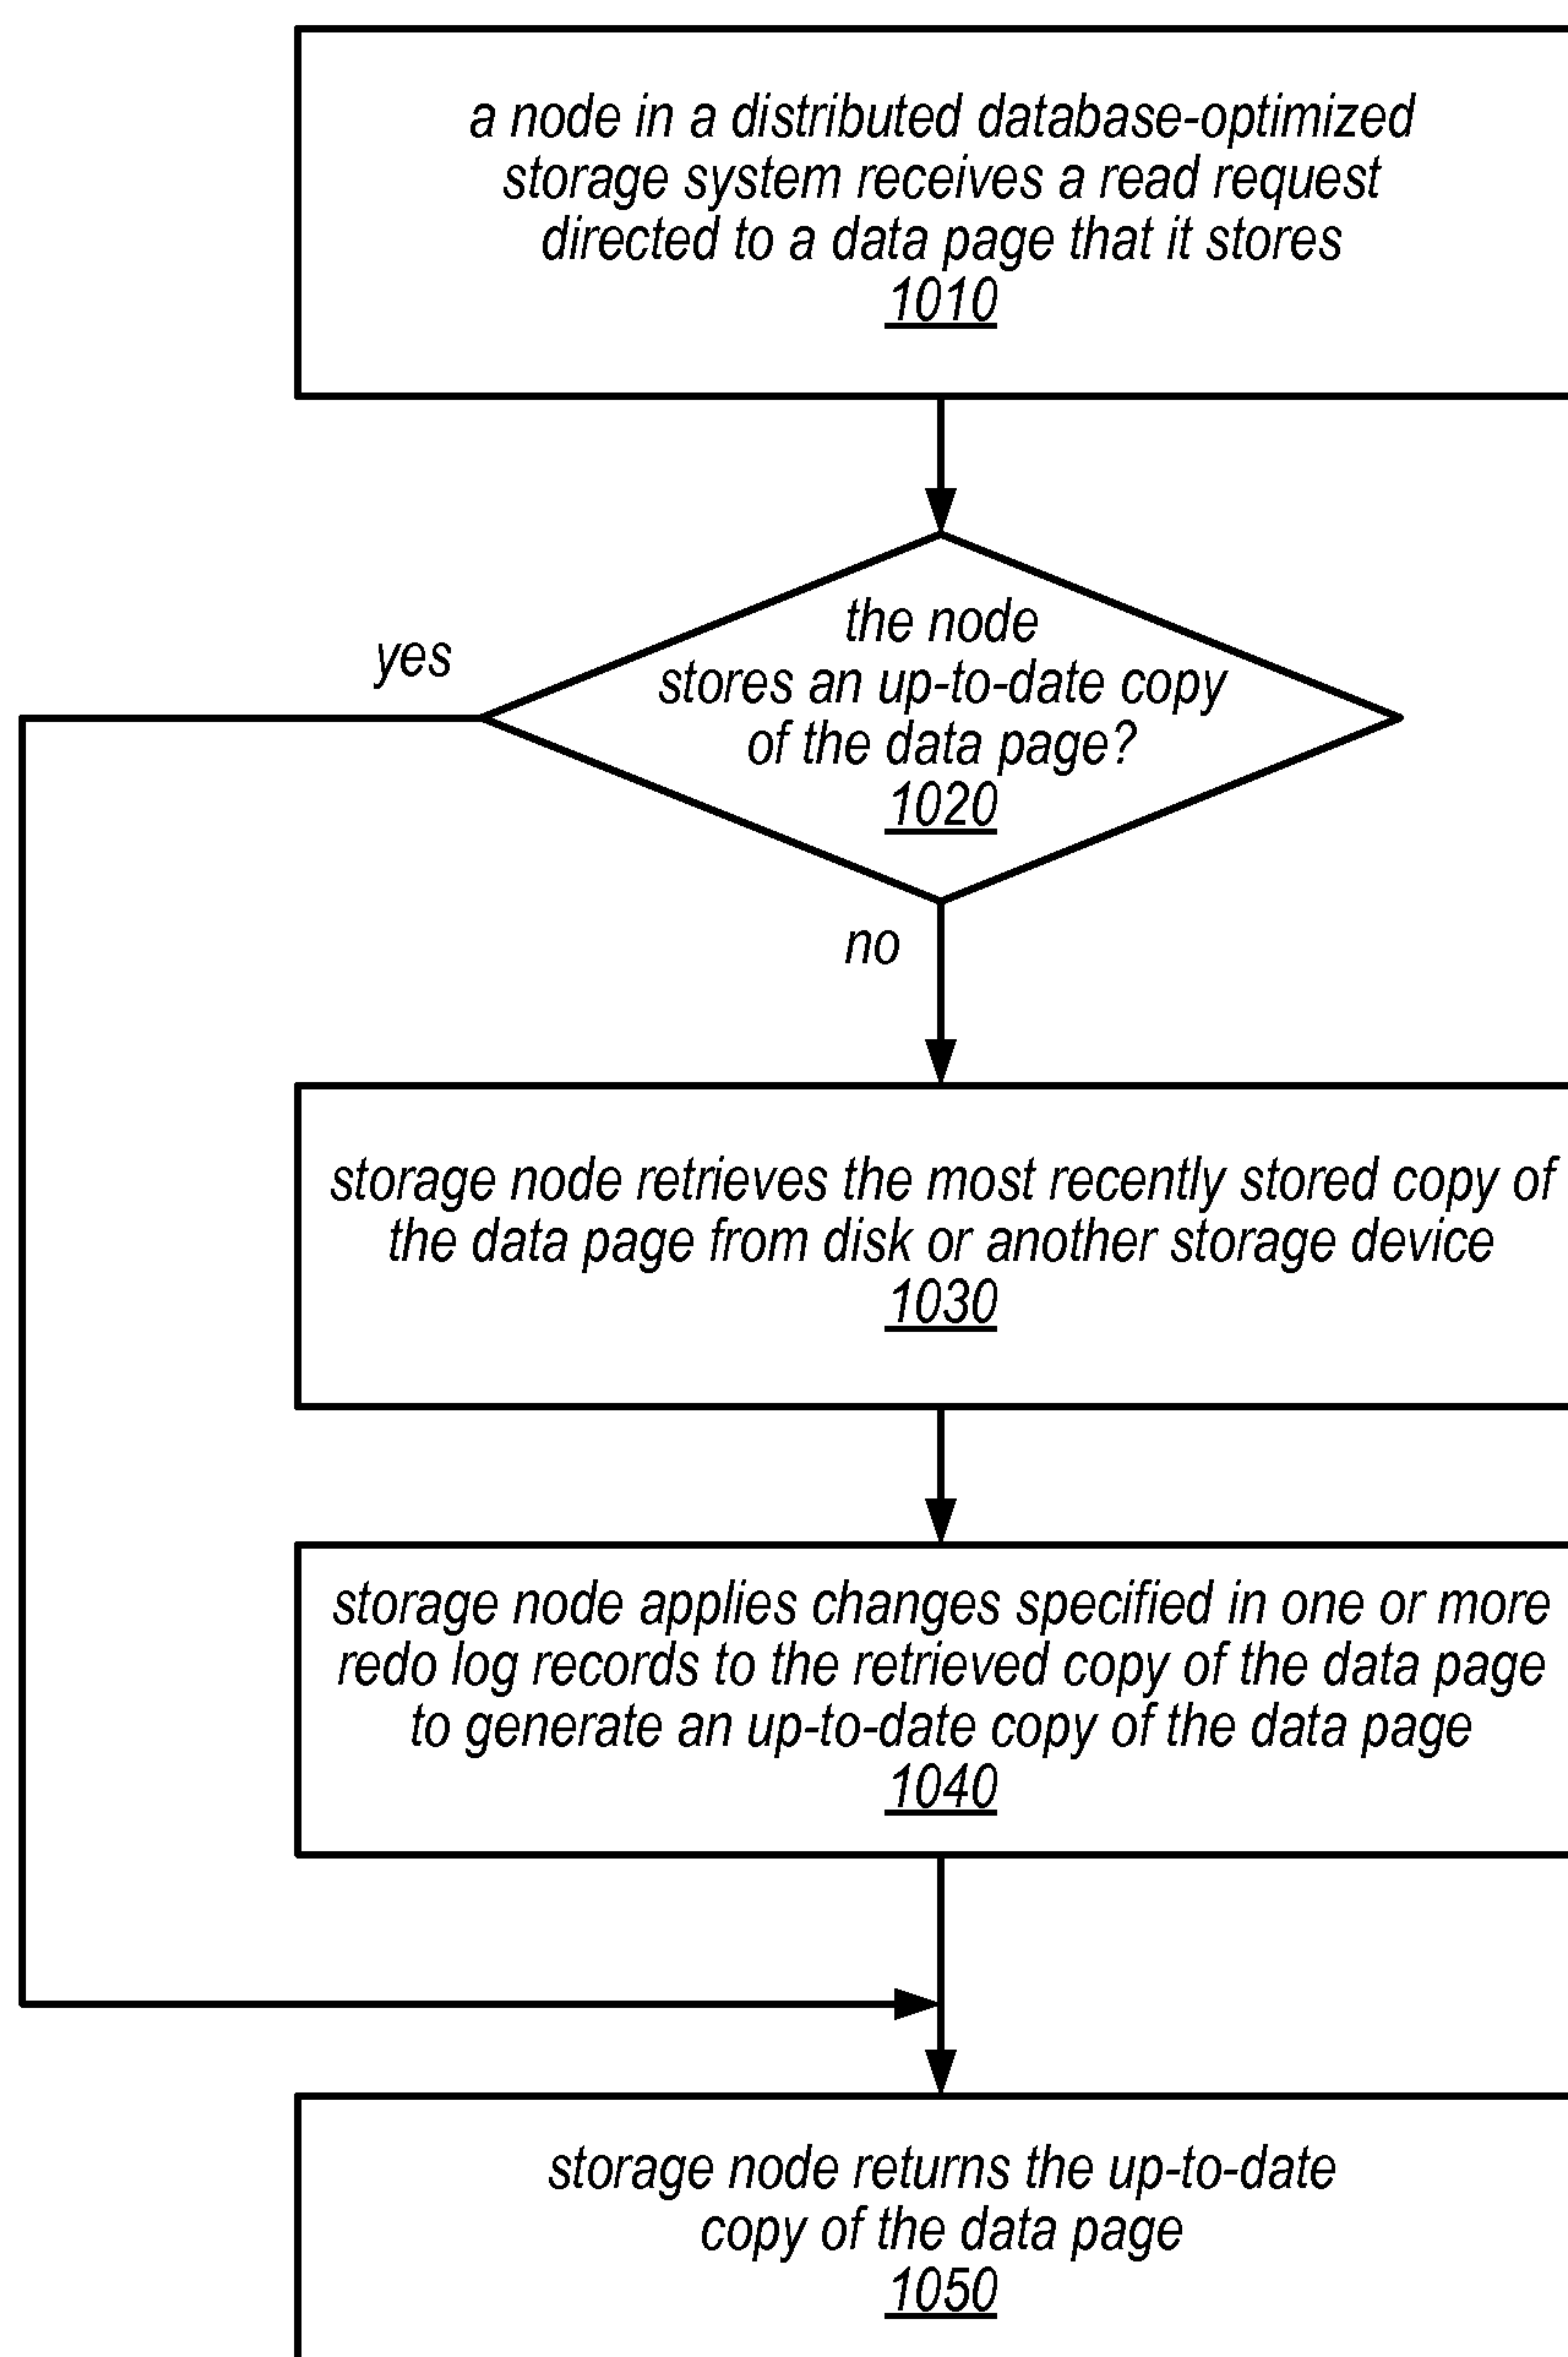 a node in a distributed database-optimized
storage system receives a read request
directed to a data page that it stores
1010
the node
stores an up-to-date copy
of the data page?
1020
yes
no
storage node retrieves the most recently stored copy of
the data page from disk or another storage device
1030
storage node applies changes specified in one or more
redo log records to the retrieved copy of the data page
to generate an up-to-date copy of the data page
1040
storage node returns the up-to-date
copy of the data page
1050